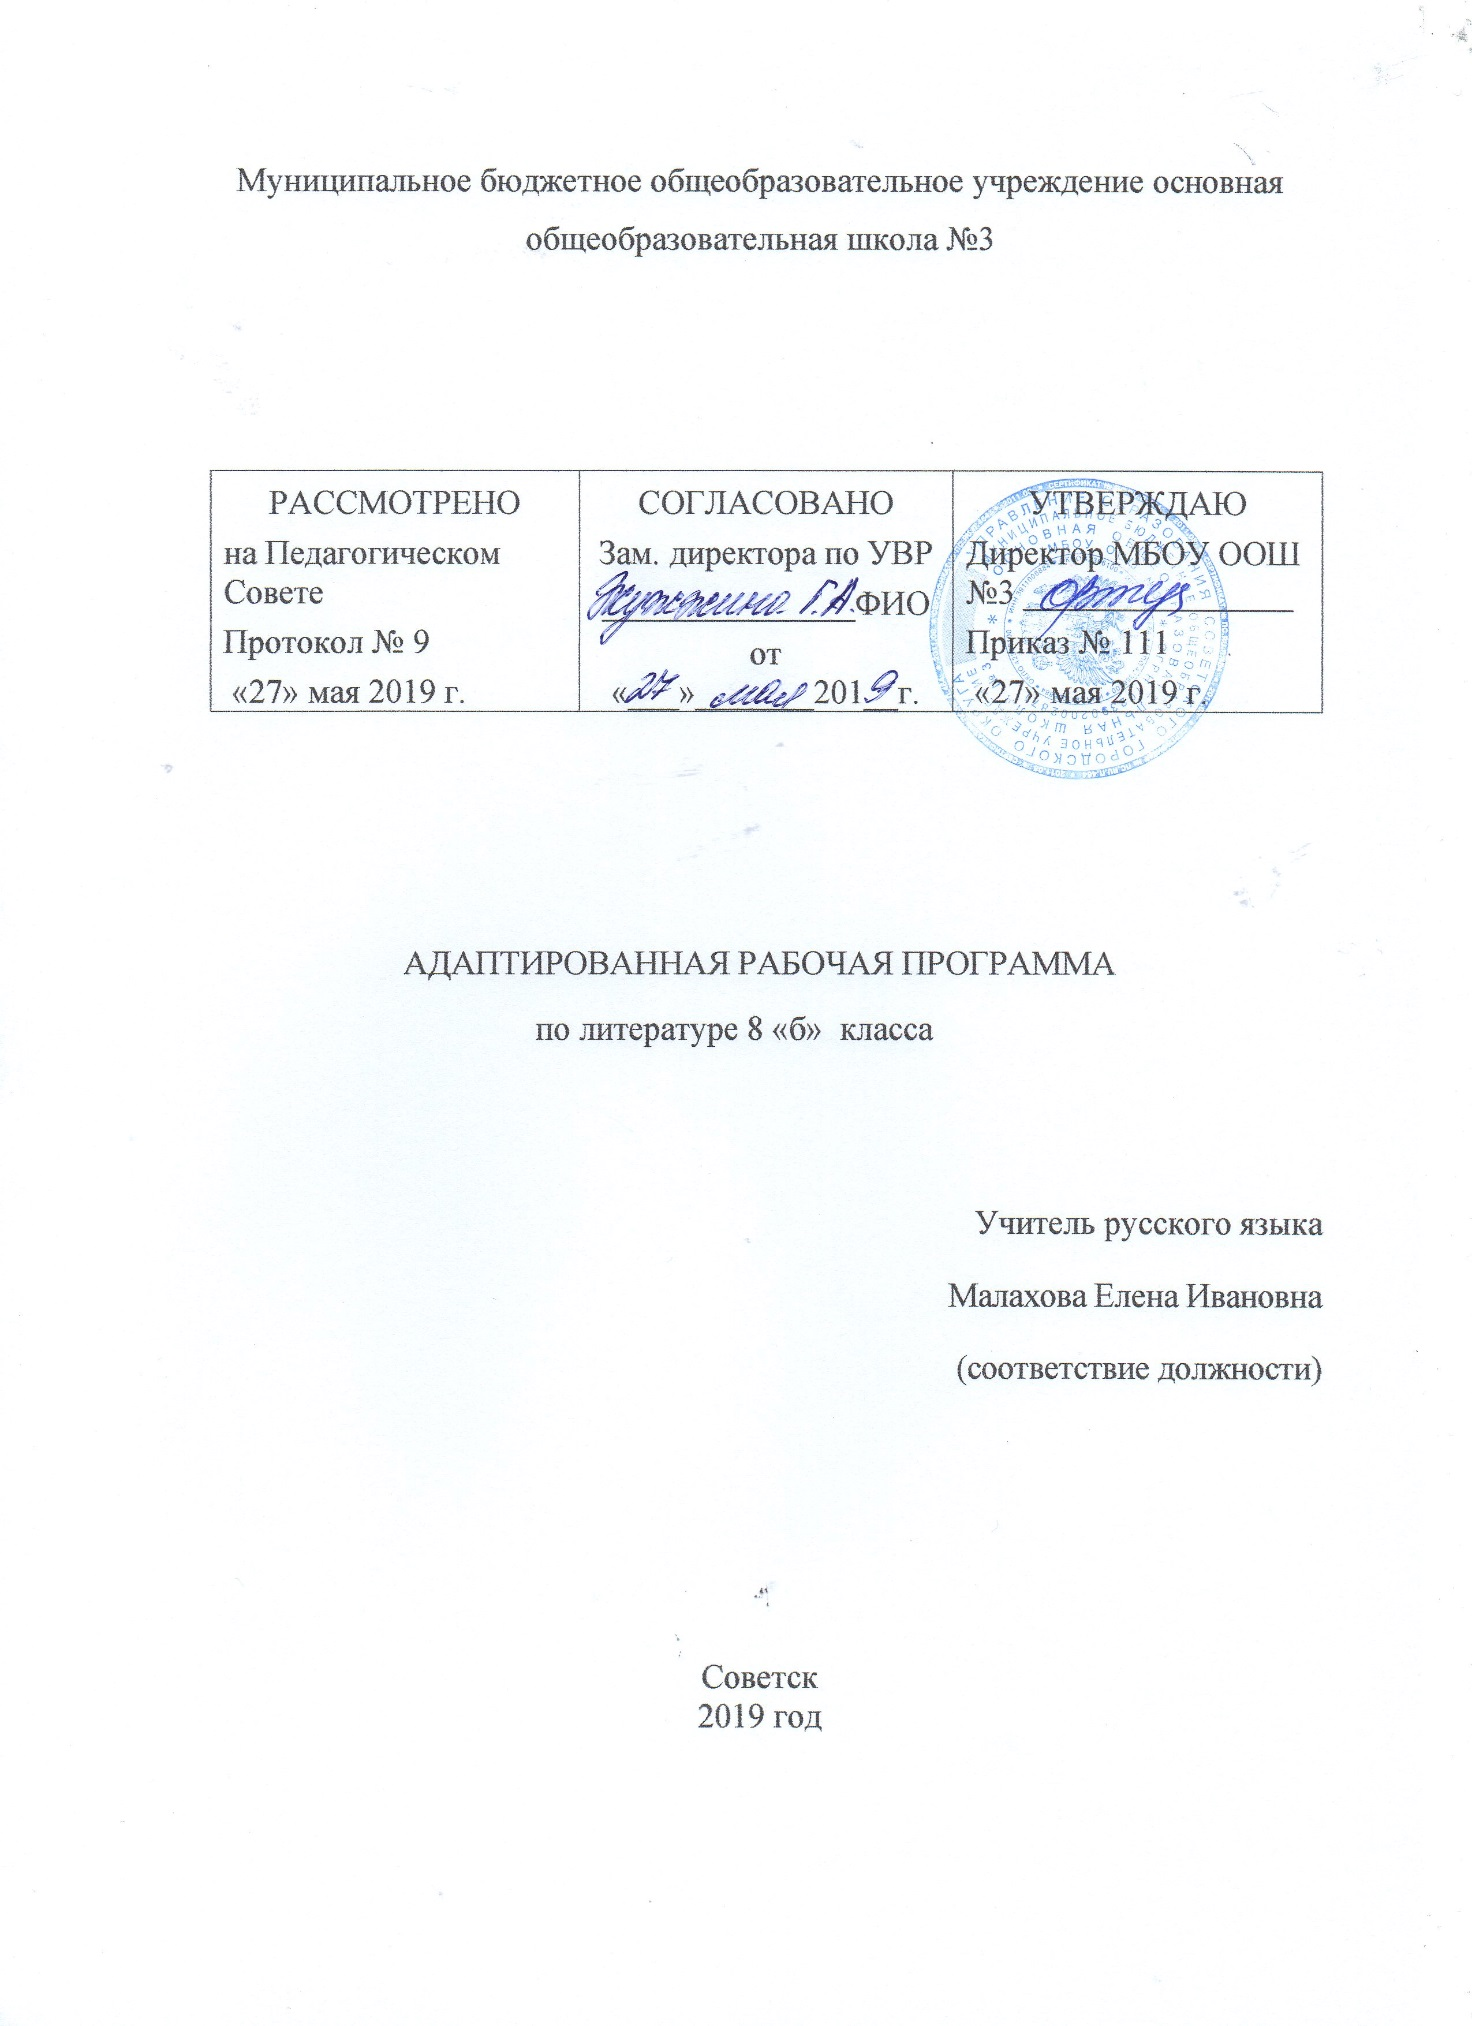 Муниципальное бюджетное общеобразовательное учреждение основная
общеобразовательная школа №3
РАССМОТРЕНО
на Педагогическом
Совете
Протокол № 9
«27» мая 2019 г.
СОГЛАСОВАНО
Зам. директора по УВР
Г.А. ФИО
от
«27» мая 2019 г.
УТВЕРЖДАЮ
Директор МБОУ ООШ
№3
Приказ № 111
«27» мая 2019 г.
АДАПТИРОВАННАЯ РАБОЧАЯ ПРОГРАММА
по литературе 8 «б» класса
Учитель русского языка
Малахова Елена Ивановна
(соответствие должности)
Советск
2019 год